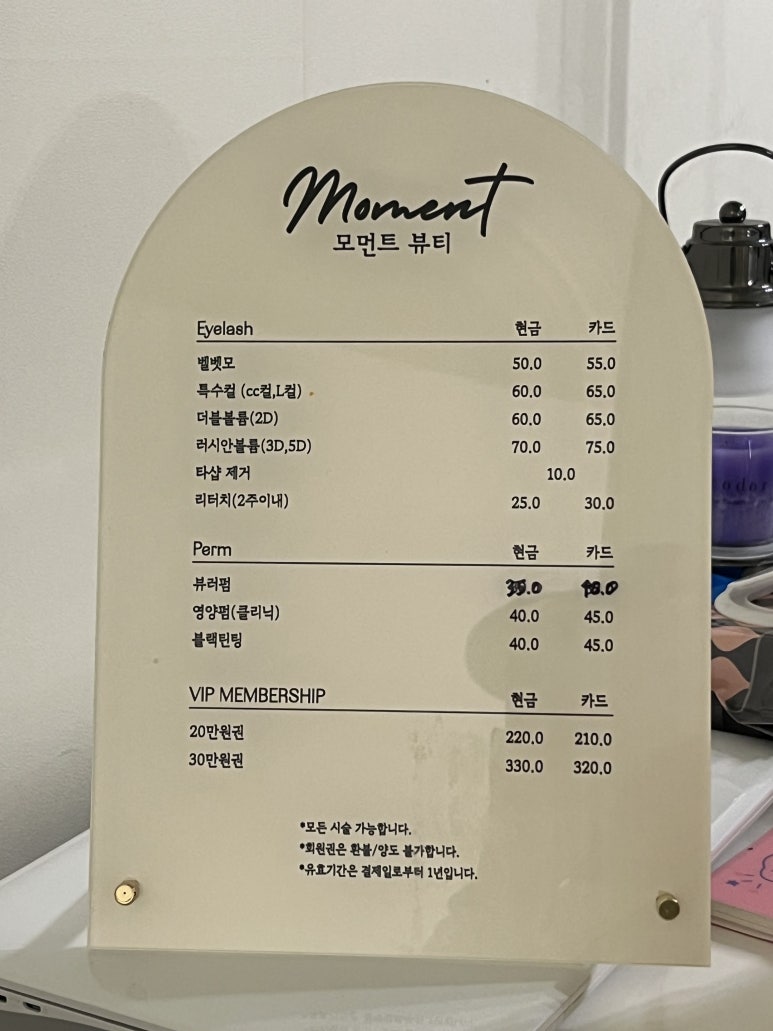 Moment
모먼트 뷰티
Eyelash 현금 카드
벨벳모 50.0 55.0
특수컬 (cc컬,L컬) 60.0 65.0
더블볼륨(2D) 60.0 65.0
러시안볼륨(3D,5D) 70.0 75.0
타샵 제거 10.0
리터치(2주이내) 25.0 30.0
Perm 현금 카드
뷰러펌
영양펌(클리닉) 40.0 45.0
블랙틴팅 40.0 45.0
VIP MEMBERSHIP 현금 카드
20만원권 220.0 210.0
30만원권 330.0 320.0
*모든 시술 가능합니다.
*회원권은 환불/양도 불가합니다.
*유효기간은 결제일로부터 1년입니다.